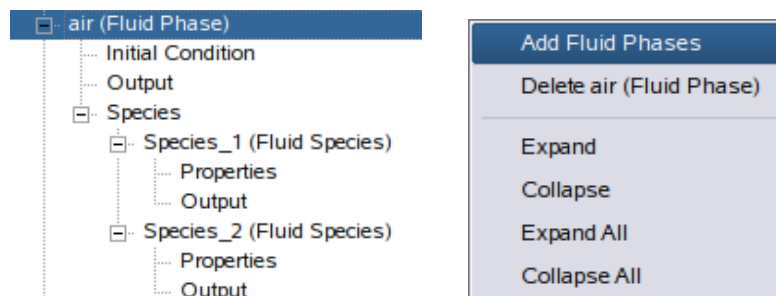 air (Fluid Phase)
Initial Condition
Output
Species
Species_1 (Fluid Species)
Properties
Output
Species_2 (Fluid Species)
Properties
Output
Add Fluid Phases
Delete air (Fluid Phase)
Expand
Collapse
Expand All
Collapse All